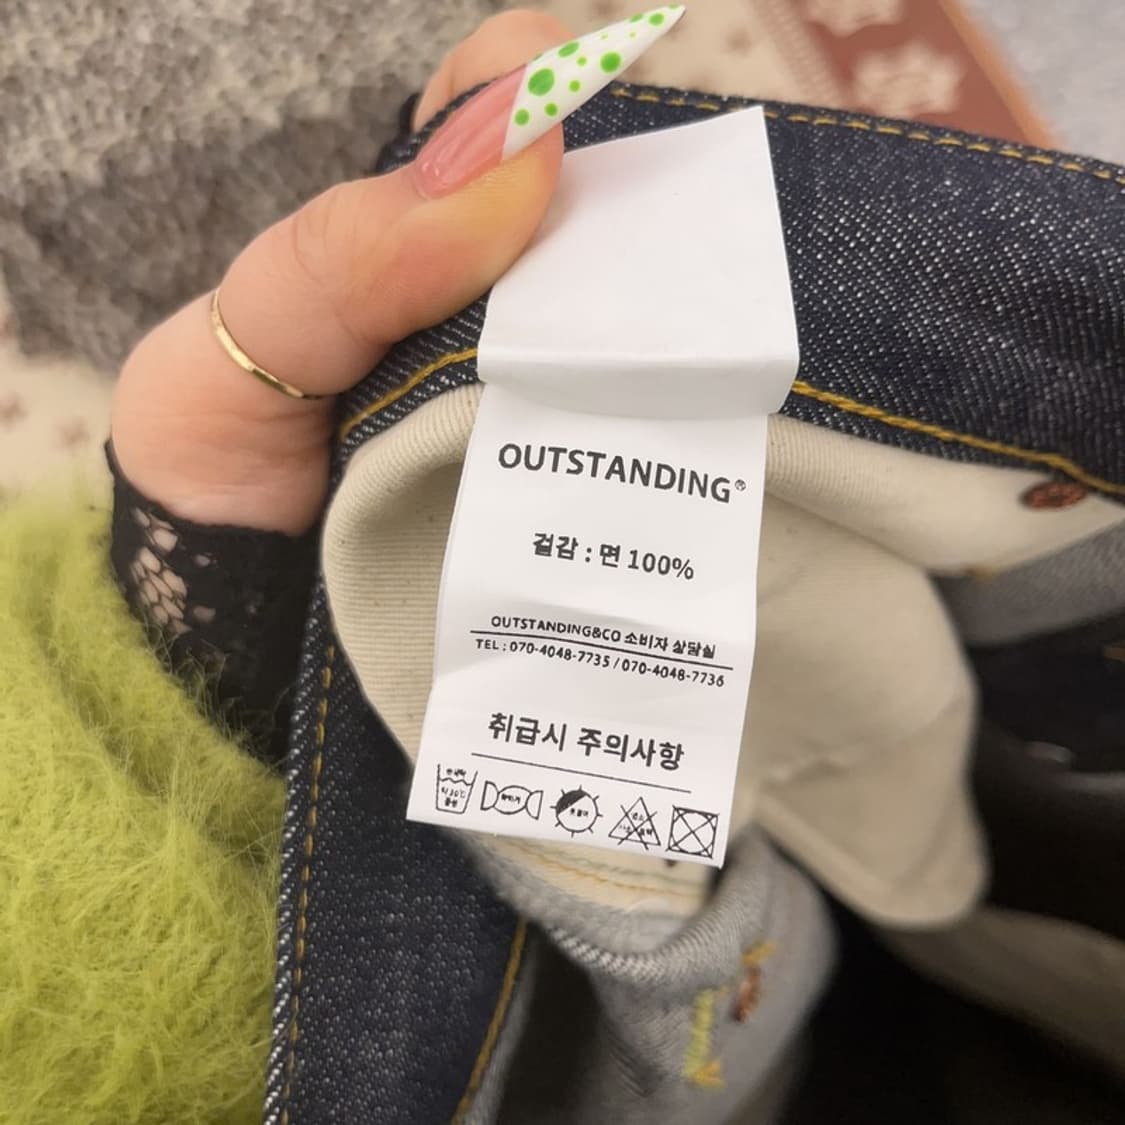 OUTSTANDING®
겉감 : 면 100%
OUTSTANDING&CO 소비자 상담실
TEL : 070-4048-7735 / 070-4048-7736
취급시 주의사항